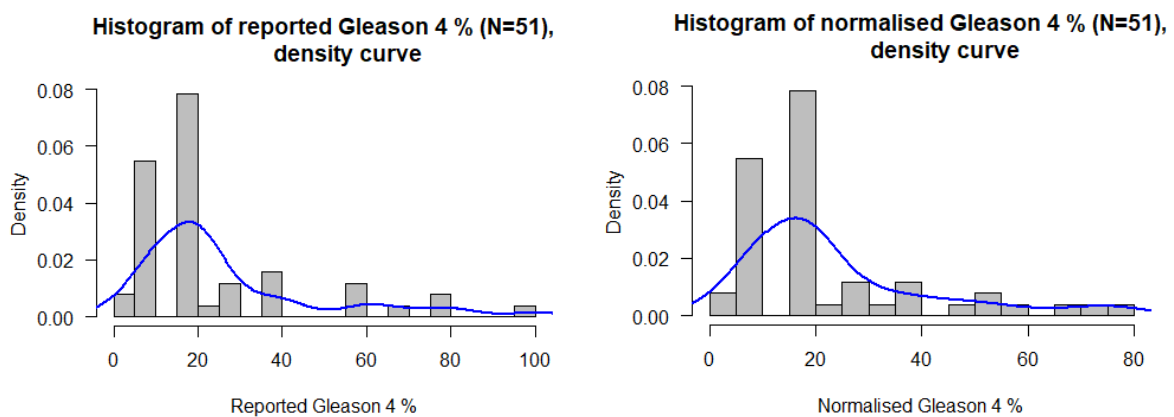 Histogram of reported Gleason 4 % (N=51),
density curve
Density
0.08
0.06
0.04
0.02
0.00
0 20 40 60 80 100
Reported Gleason 4 %
Histogram of normalised Gleason 4 % (N=51),
density curve
Density
0.08
0.06
0.04
0.02
0.00
0 20 40 60 80
Normalised Gleason 4 %